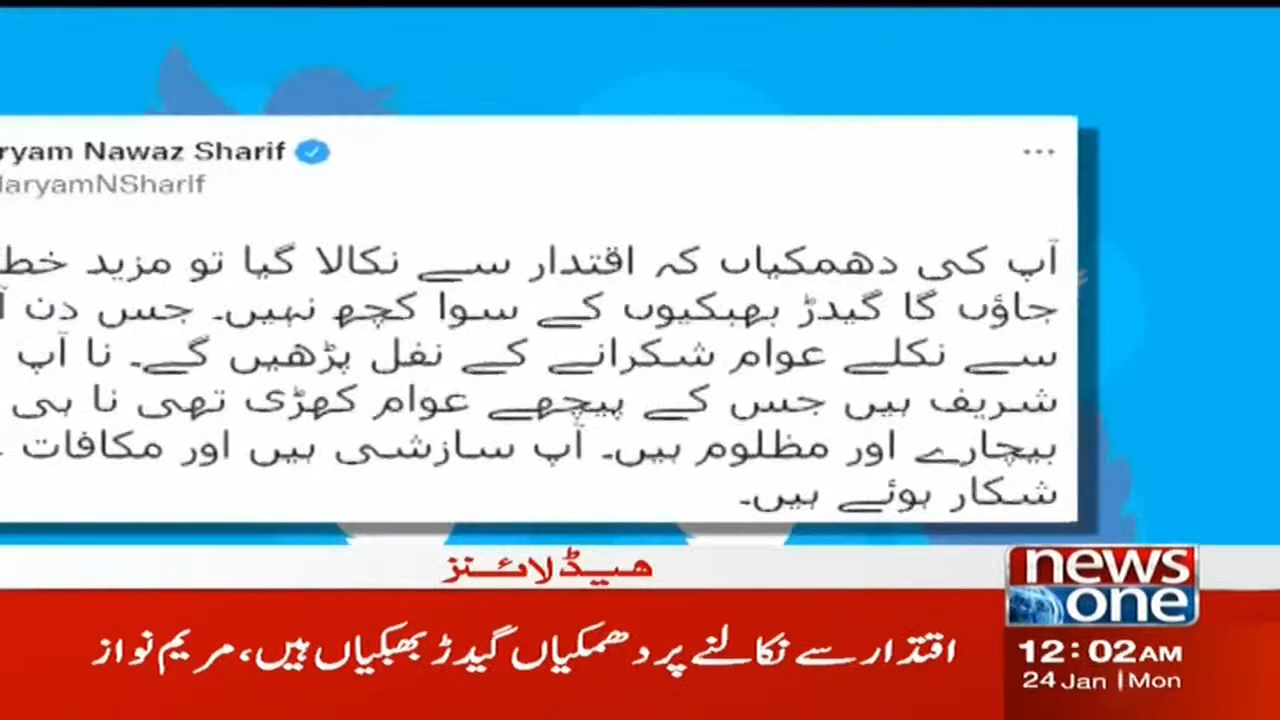 ryam Nawaz Sharif
aryamNSharif
آپ کی دھمکیاں کہ اقتدار سے نکالا گیا تو مزید خط
جاؤں گا گیدڑ بھبکیوں کے سوا کچھ نہیں۔ جس دن آ
سے نکلے عوام شکرانے کے نفل پڑھیں گے۔ نا آپ
شریف ہیں جس کے پیچھے عوام کھڑی تھی نا ہی
بیچارے اور مظلوم ہیں۔ آپ سازشی ہیں اور مکافات
شکار ہوئے ہیں۔
ھیڈلائنز
اقتدار سے نکالنے پر دھمکیاں گیدڑ بھبکیاں ہیں، مریم نواز
news
one
12:02AM
24 Jan | Mon